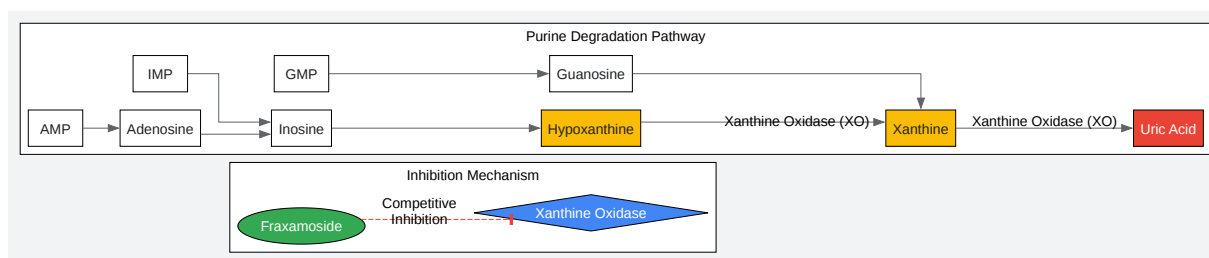 Purine Degradation Pathway
IMP
GMP
Guanosine
AMP
Adenosine
Inosine
Hypoxanthine
Xanthine Oxidase (XO)
Xanthine
Xanthine Oxidase (XO)
Uric Acid
Inhibition Mechanism
Fraxamoside
Competitive
Inhibition
Xanthine Oxidase